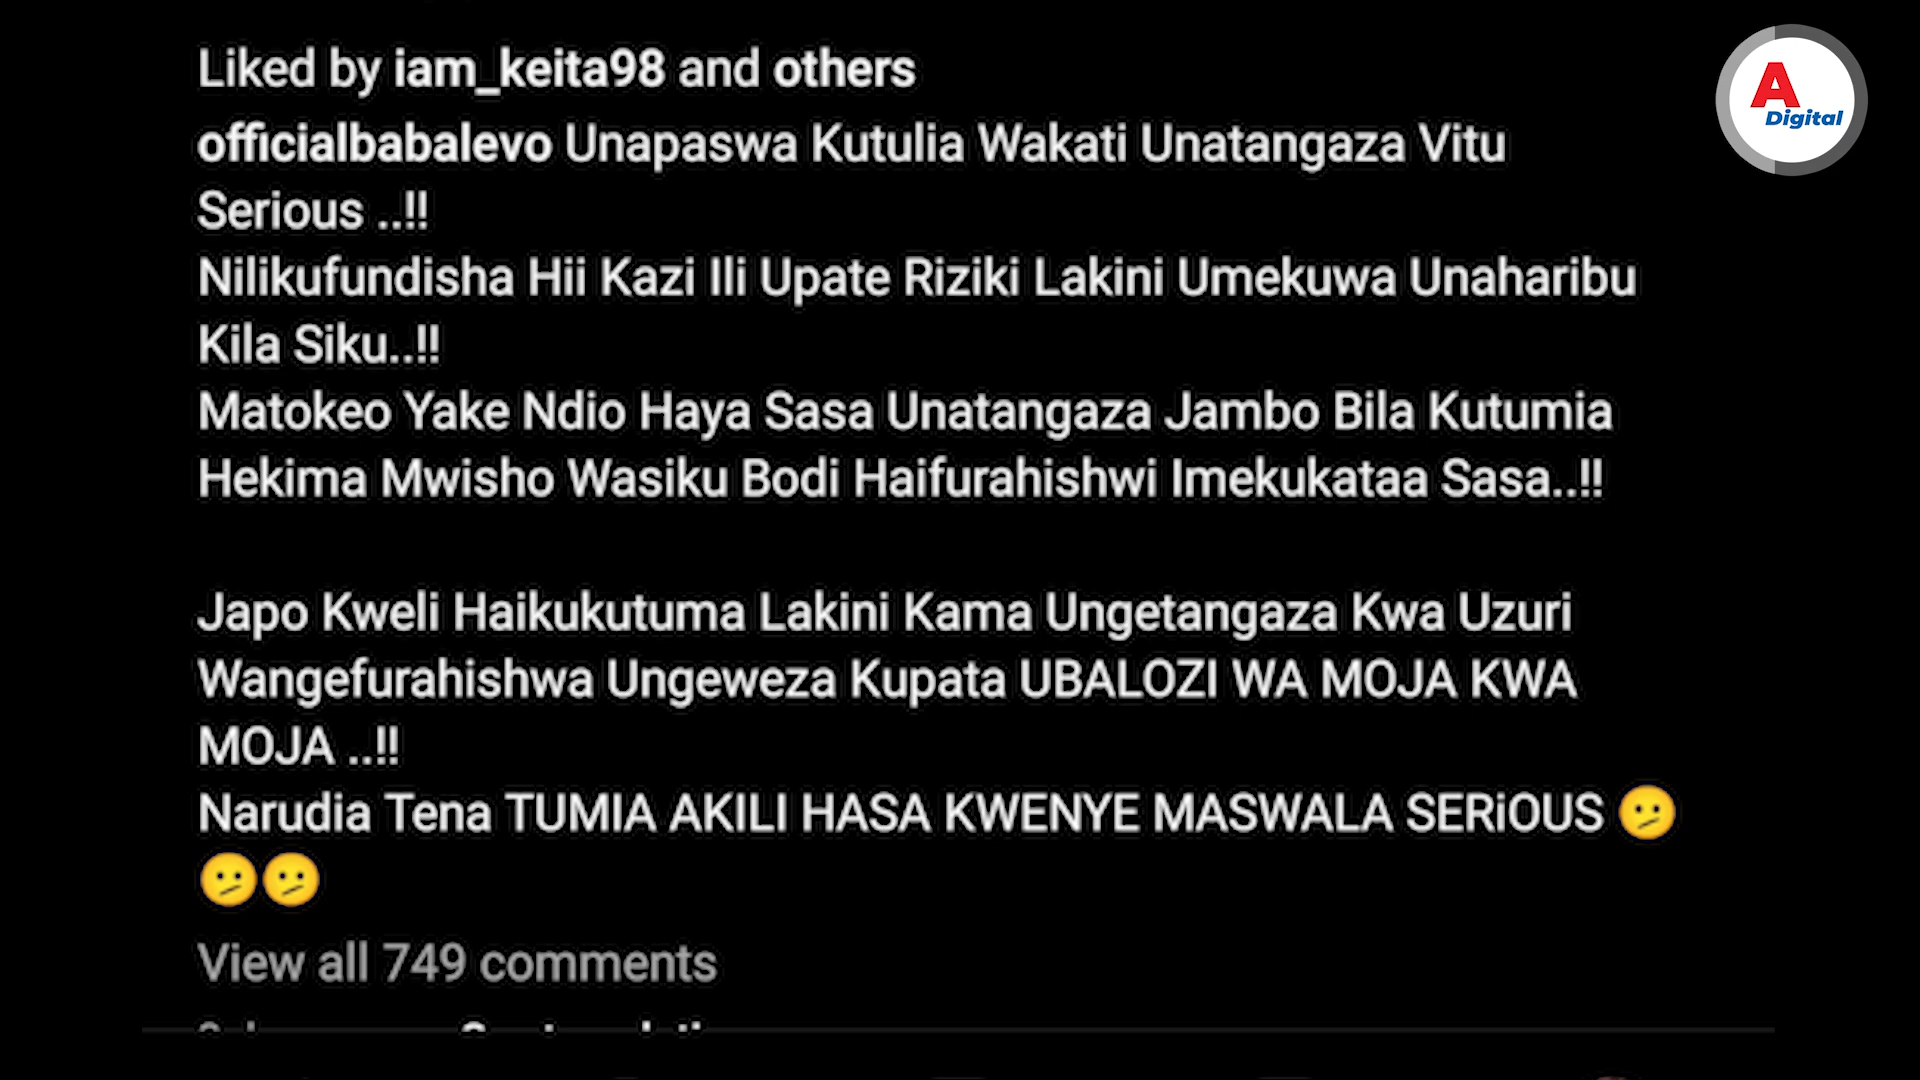 Liked by iam_keita98 and others
A
Digital
officialbabalevo Unapaswa Kutulia Wakati Unatangaza Vitu
Serious ..!!
Nilikufundisha Hii Kazi Ili Upate Riziki Lakini Umekuwa Unaharibu
Kila Siku..!!
Matokeo Yake Ndio Haya Sasa Unatangaza Jambo Bila Kutumia
Hekima Mwisho Wasiku Bodi Haifurahishwi Imekukataa Sasa..!!
Japo Kweli Haikukutuma Lakini Kama Ungetangaza Kwa Uzuri
Wangefurahishwa Ungeweza Kupata UBALOZI WA MOJA KWA
MOJA ..!!
Narudia Tena TUMIA AKILI HASA KWENYE MASWALA SERiOUS 🫤
🫤🫤
View all 749 comments